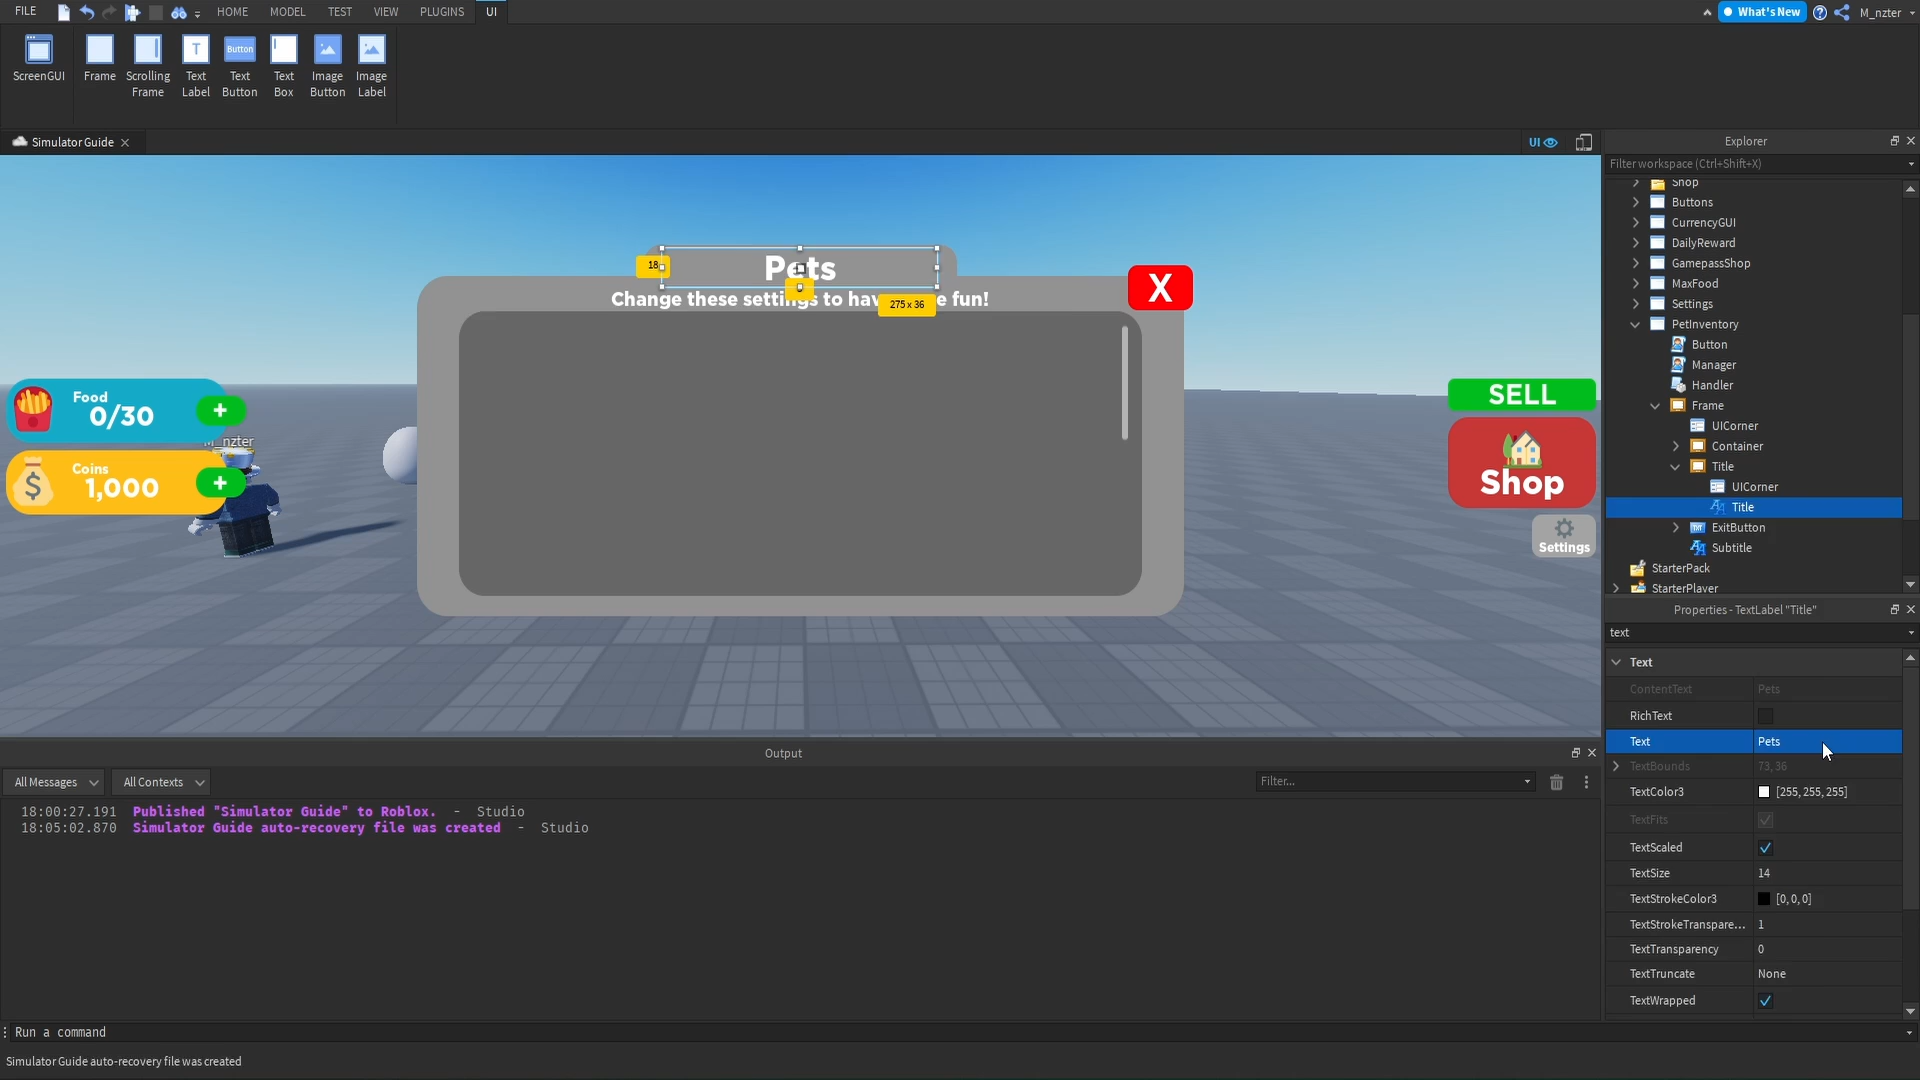 FILE
HOME
MODEL
TEST
VIEW
PLUGINS
UI
What's New
M_nzter
ScreenGUI
Frame
Scrolling
Frame
Text
Label
T
Text
Button
Button
Text
Box
Image
Button
Image
Label
Simulator Guide
UI
Explorer
Filter workspace (Ctrl+Shift+X)
Shop
Buttons
CurrencyGUI
DailyReward
GamepassShop
MaxFood
Settings
PetInventory
Button
Manager
Handler
Frame
UICorner
Container
Title
UICorner
Title
ExitButton
Subtitle
StarterPack
StarterPlayer
Pets
18
0
275 x 36
X
Food
0/30
+
M_nzter
Coins
1,000
+
$
SELL
Shop
Settings
Properties - TextLabel "Title"
text
Text
ContentText Pets
RichText
Text Pets
TextBounds 73, 36
TextColor3 [255, 255, 255]
TextFits
TextScaled
TextSize 14
TextStrokeColor3 [0, 0, 0]
TextStrokeTranspare... 1
TextTransparency 0
TextTruncate None
TextWrapped
Output
All Messages
All Contexts
Filter...
18:00:27.191 Published "Simulator Guide" to Roblox. - Studio
18:05:02.870 Simulator Guide auto-recovery file was created - Studio
Run a command
Simulator Guide auto-recovery file was created
Change these settings to fun!